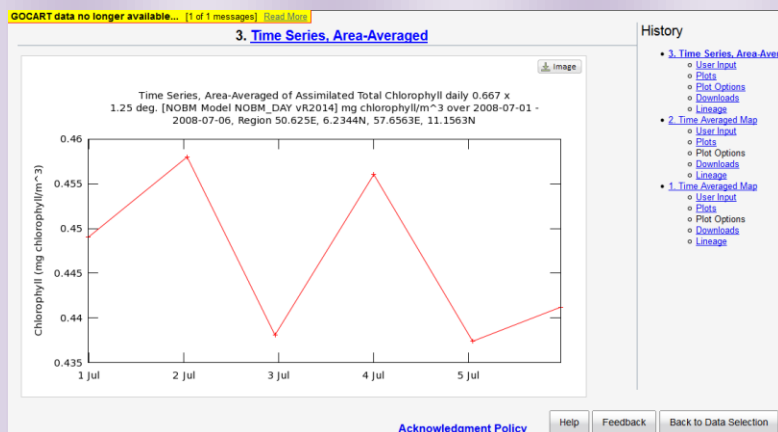 GOCART data no longer available... [1 of 1 messages] Read More
3. Time Series, Area-Averaged
Image
Time Series, Area-Averaged of Assimilated Total Chlorophyll daily 0.667 x
1.25 deg. [NOBM Model NOBM_DAY vR2014] mg chlorophyll/m^3 over 2008-07-01 -
2008-07-06, Region 50.625E, 6.2344N, 57.6563E, 11.1563N
Chlorophyll (mg chlorophyll/m^3)
0.46
0.455
0.45
0.445
0.44
0.435
1 Jul 2 Jul 3 Jul 4 Jul 5 Jul
Acknowledgment Policy
Help Feedback Back to Data Selection
History
3. Time Series, Area-Aver
User Input
Plots
Plot Options
Downloads
Lineage
2. Time Averaged Map
User Input
Plots
Plot Options
Downloads
Lineage
1. Time Averaged Map
User Input
Plots
Plot Options
Downloads
Lineage